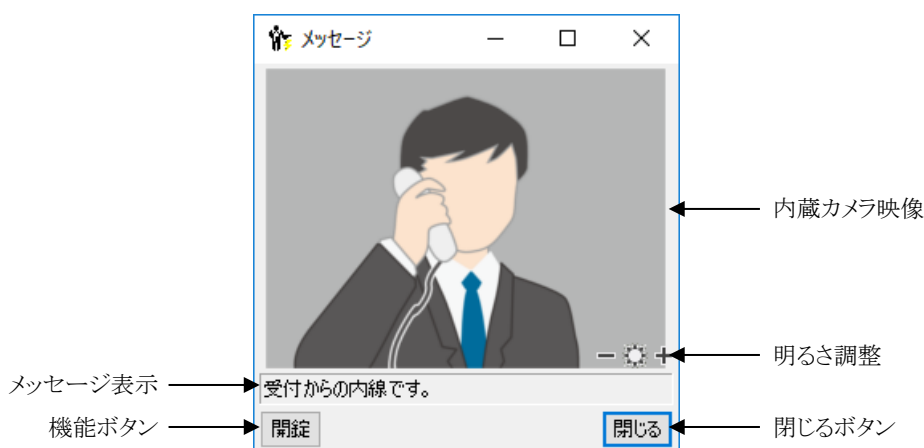 メッセージ
内蔵カメラ映像
明るさ調整
メッセージ表示
受付からの内線です。
機能ボタン
開錠
閉じる
閉じるボタン